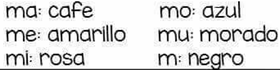 ma: cafe mo: azul
me: amarillo mu: morado
mi: rosa m: negro